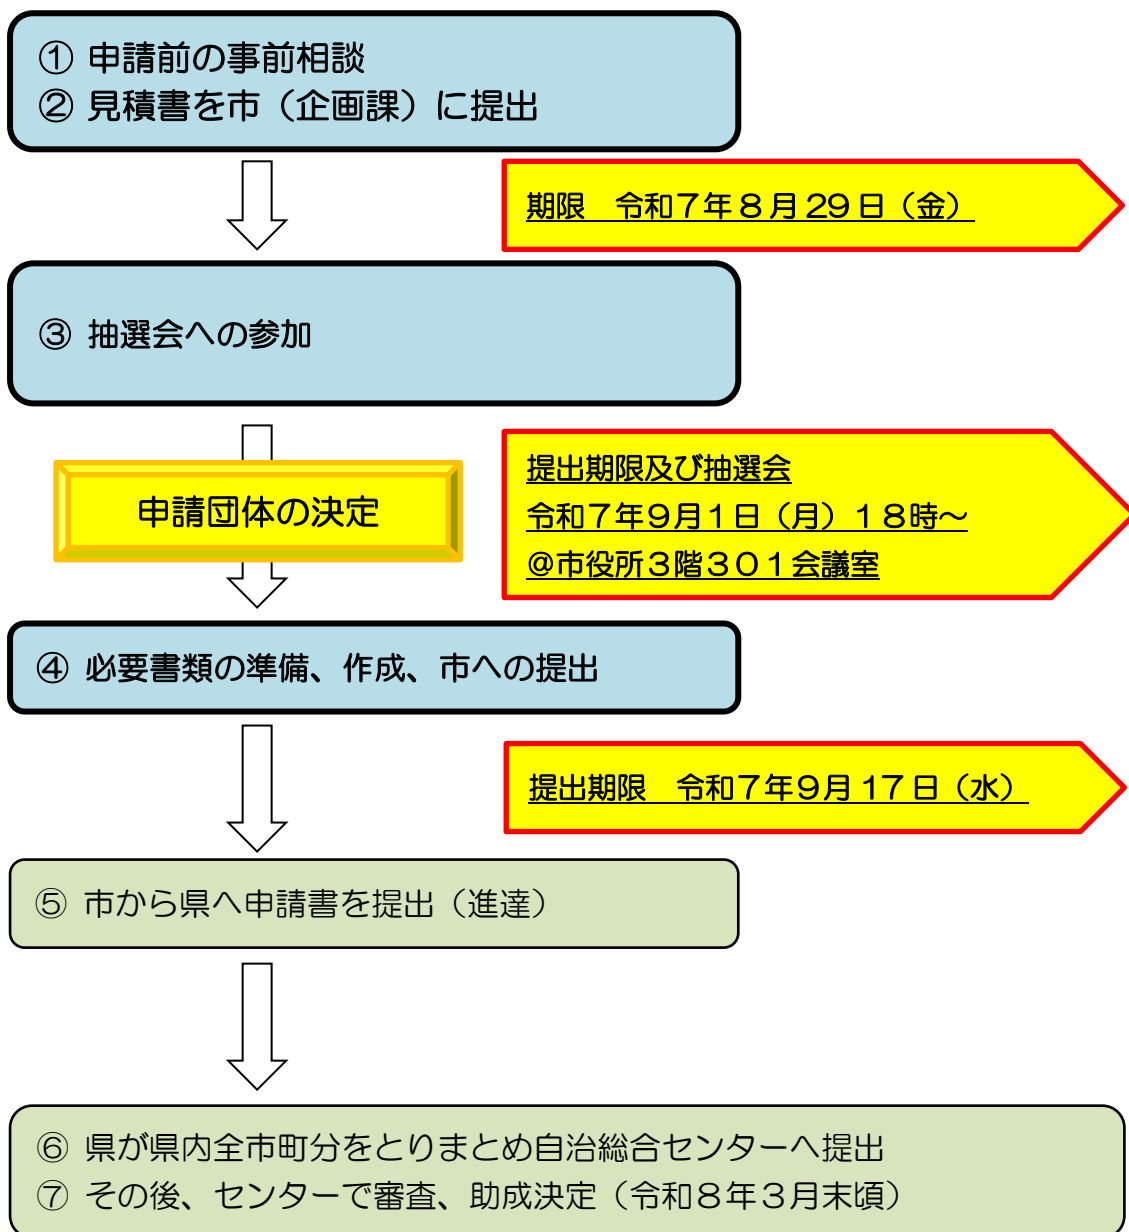 ① 申請前の事前相談
② 見積書を市（企画課）に提出
期限　令和７年８月29日（金）
③ 抽選会への参加
申請団体の決定
提出期限及び抽選会
令和７年９月１日（月）１８時～
@市役所３階３０１会議室
④ 必要書類の準備、作成、市への提出
提出期限　令和７年９月17日（水）
⑤ 市から県へ申請書を提出（進達）
⑥ 県が県内全市町分をとりまとめ自治総合センターへ提出
⑦ その後、センターで審査、助成決定（令和８年３月末頃）